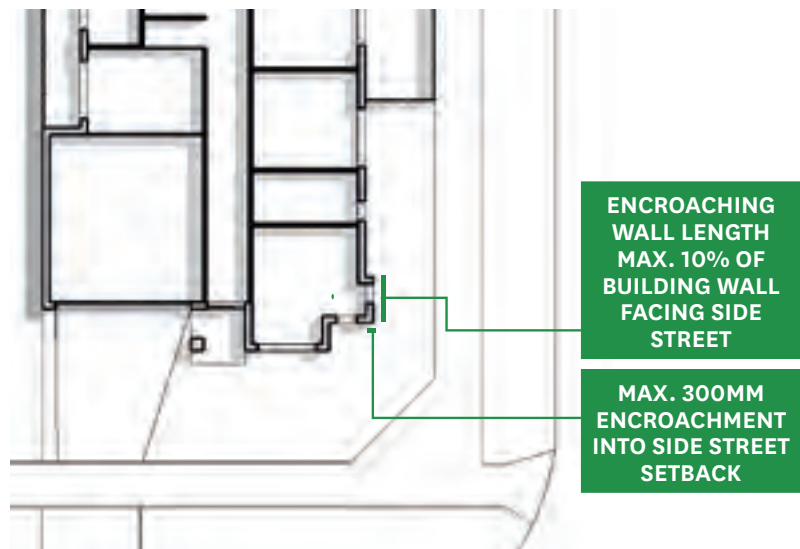 ENCROACHING
WALL LENGTH
MAX. 10% OF
BUILDING WALL
FACING SIDE
STREET
MAX. 300MM
ENCROACHMENT
INTO SIDE STREET
SETBACK